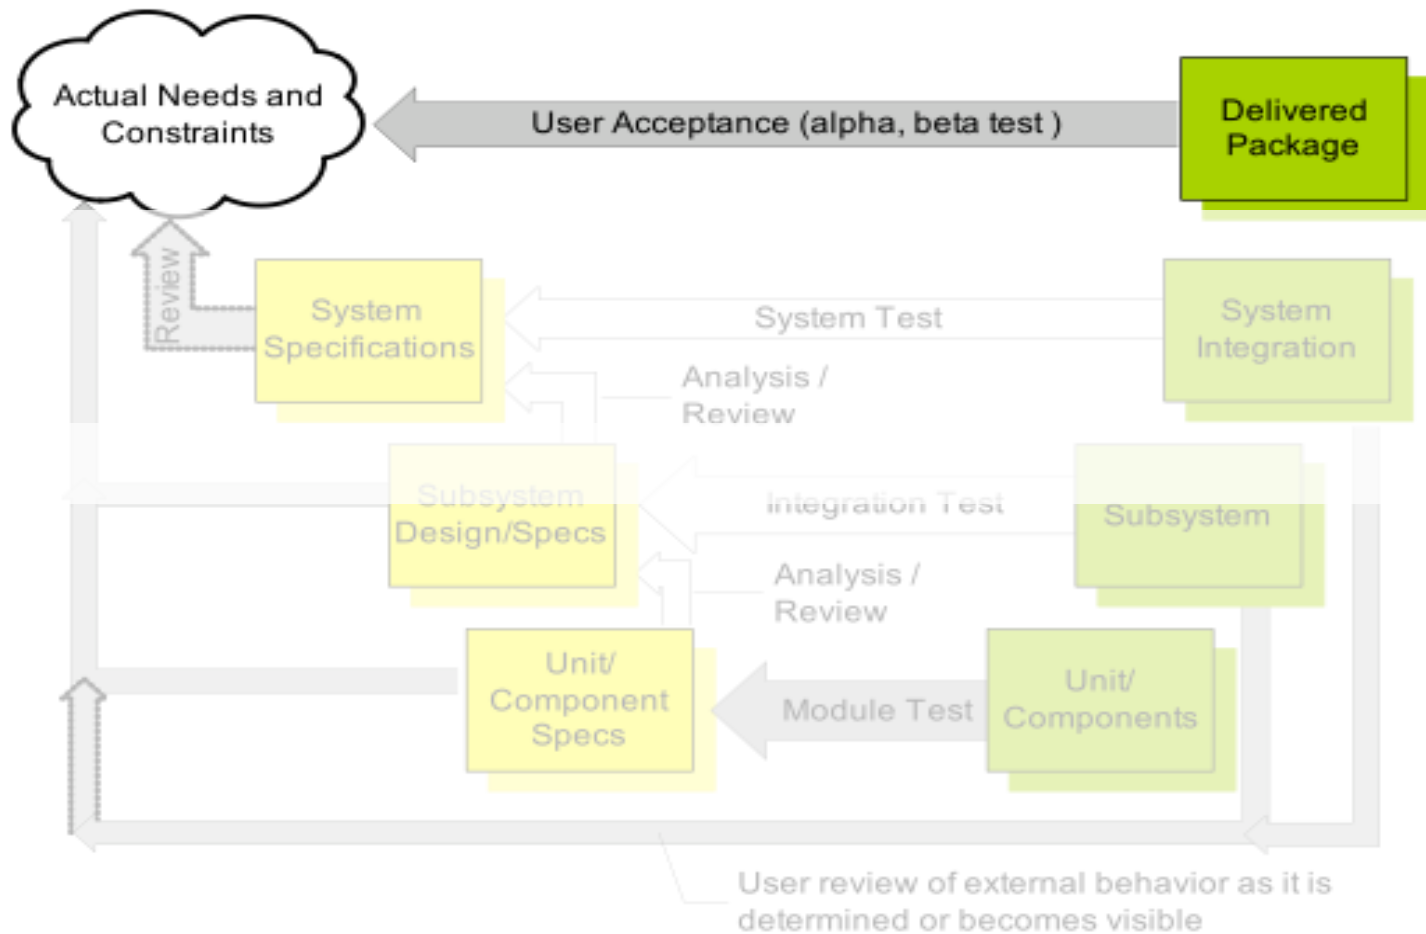 Actual Needs and
Constraints
User Acceptance (alpha, beta test )
Delivered
Package
Review
System
Specifications
System Test
System
Integration
Analysis /
Review
Subsystem
Design/Specs
Integration Test
Subsystem
Analysis /
Review
Unit/
Component
Specs
Module Test
Unit/
Components
User review of external behavior as it is
determined or becomes visible